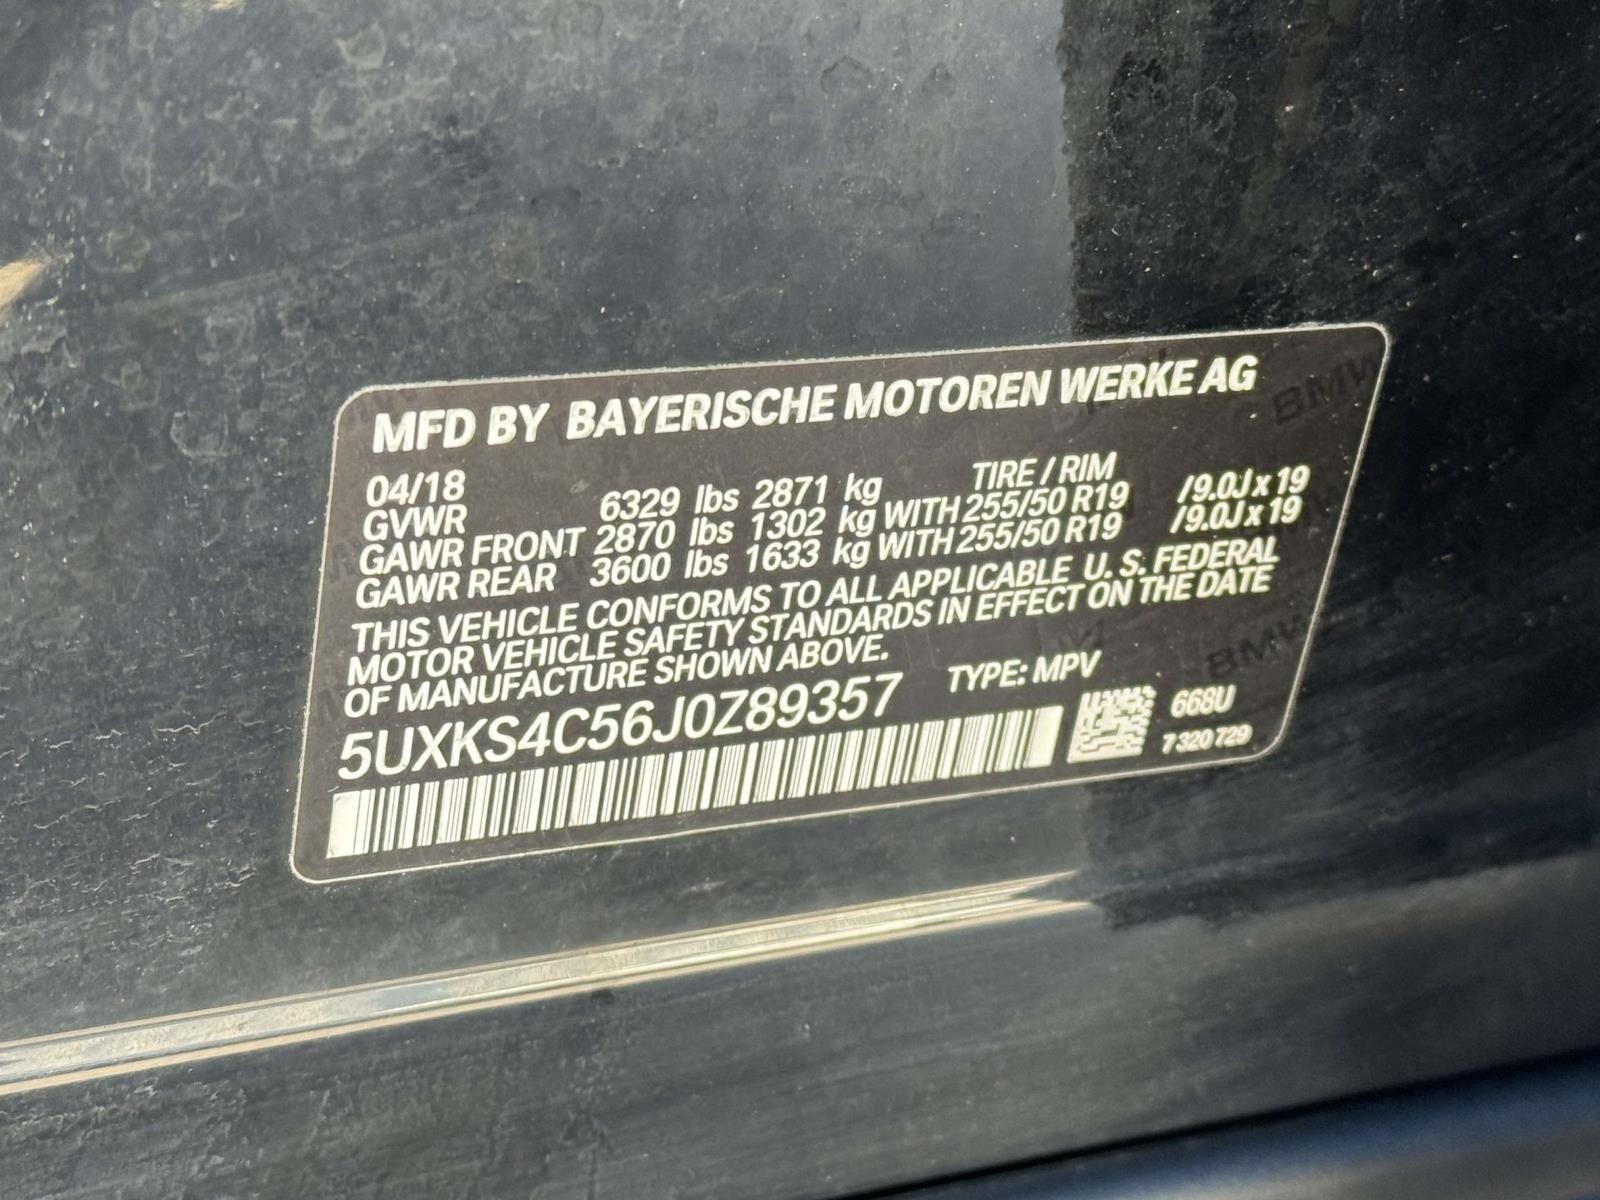 MFD BY BAYERISCHE MOTOREN WERKE AG
04/18 TIRE / RIM
GVWR 6329 lbs 2871 kg
GAWR FRONT 2870 lbs 1302 kg WITH 255/50 R19 /9.0J x 19
GAWR REAR 3600 lbs 1633 kg WITH 255/50 R19 /9.0J x 19
THIS VEHICLE CONFORMS TO ALL APPLICABLE U. S. FEDERAL
MOTOR VEHICLE SAFETY STANDARDS IN EFFECT ON THE DATE
OF MANUFACTURE SHOWN ABOVE.
5UXKS4C56J0Z89357 TYPE: MPV
668U
7 320 729
BMW
BMW